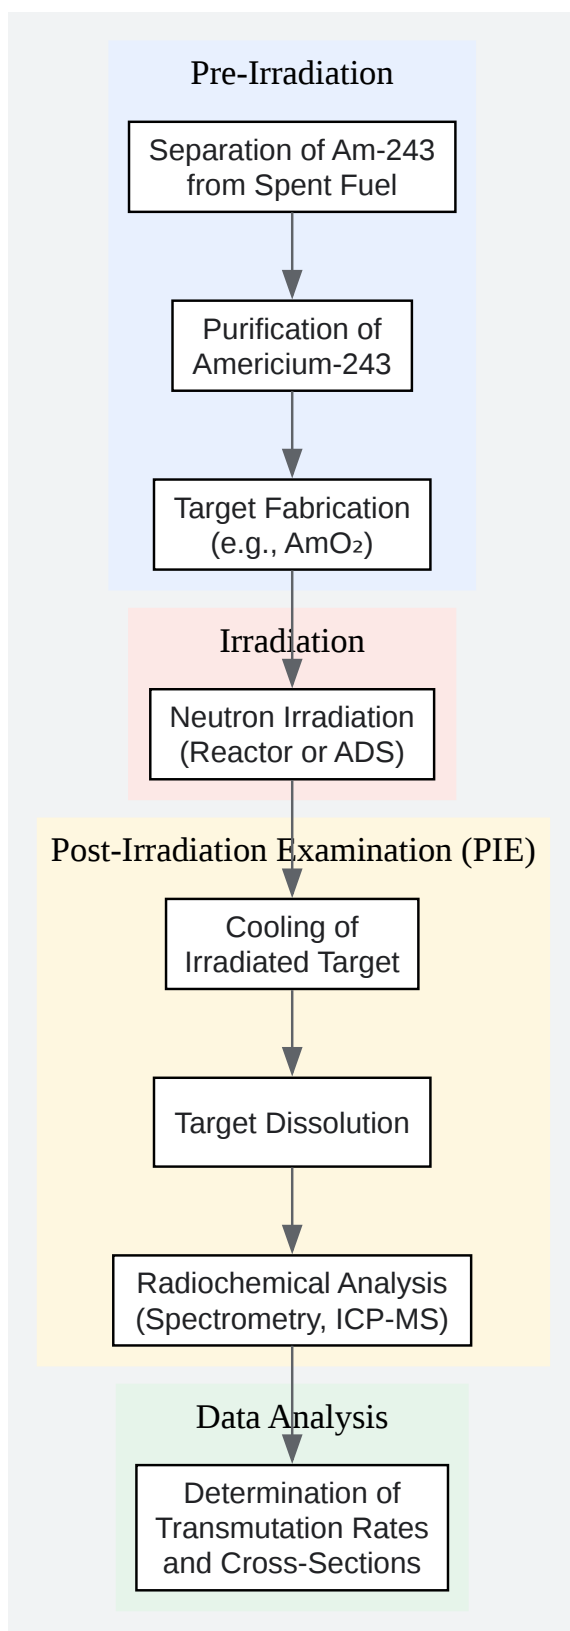 Pre-Irradiation
Separation of Am-243
from Spent Fuel
Purification of
Americium-243
Target Fabrication
(e.g., AmO₂)
Irradiation
Neutron Irradiation
(Reactor or ADS)
Post-Irradiation Examination (PIE)
Cooling of
Irradiated Target
Target Dissolution
Radiochemical Analysis
(Spectrometry, ICP-MS)
Data Analysis
Determination of
Transmutation Rates
and Cross-Sections